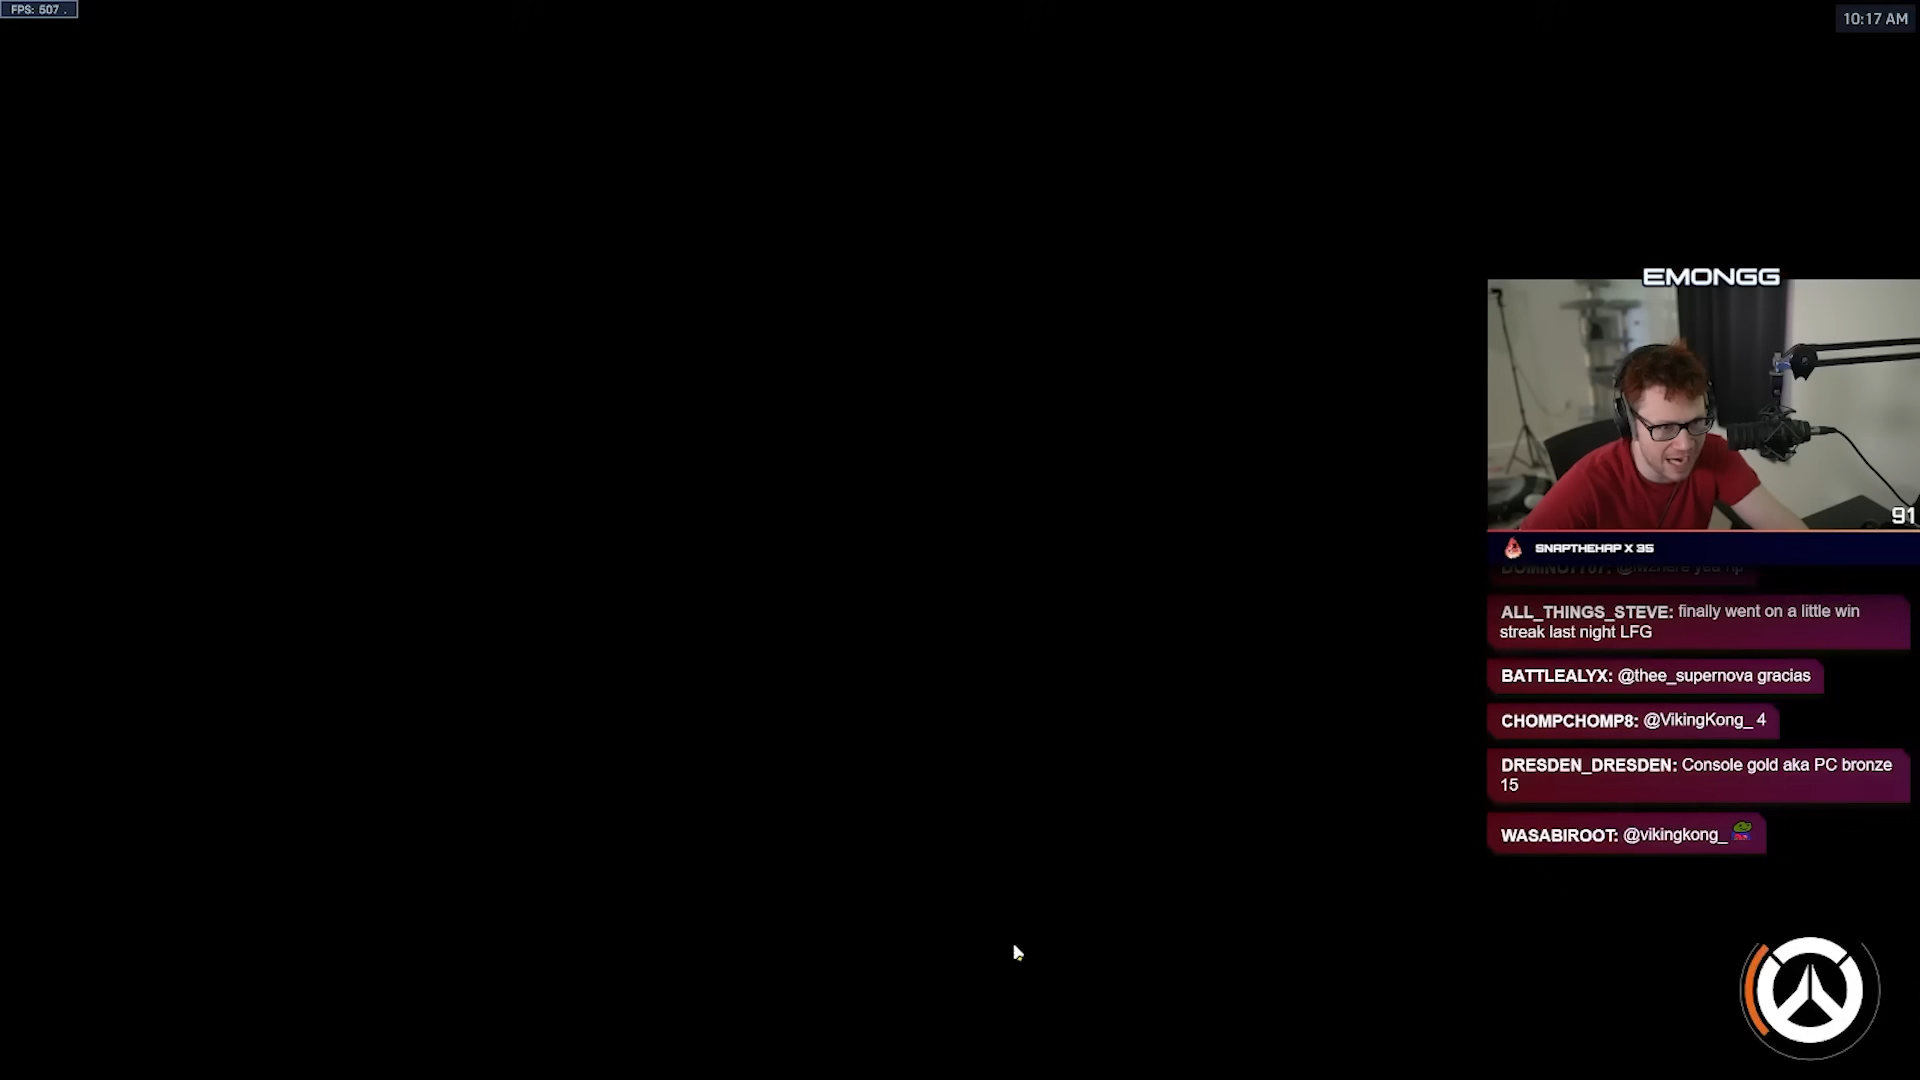 FPS: 507
10:17 AM
EMONGG
91
SNAPTHEHAP X 35
ALL_THINGS_STEVE: finally went on a little win
streak last night LFG
BATTLEALYX: @thee_supernova gracias
CHOMPCHOMP8: @VikingKong_ 4
DRESDEN_DRESDEN: Console gold aka PC bronze
15
WASABIROOT: @vikingkong_